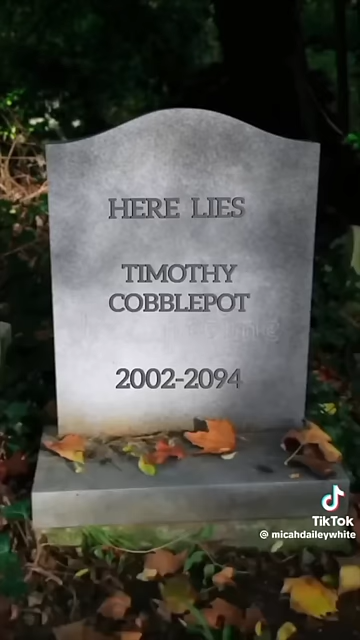 HERE LIES
TIMOTHY
COBBLEPOT
2002-2094
TikTok
@ micahdaileywhite